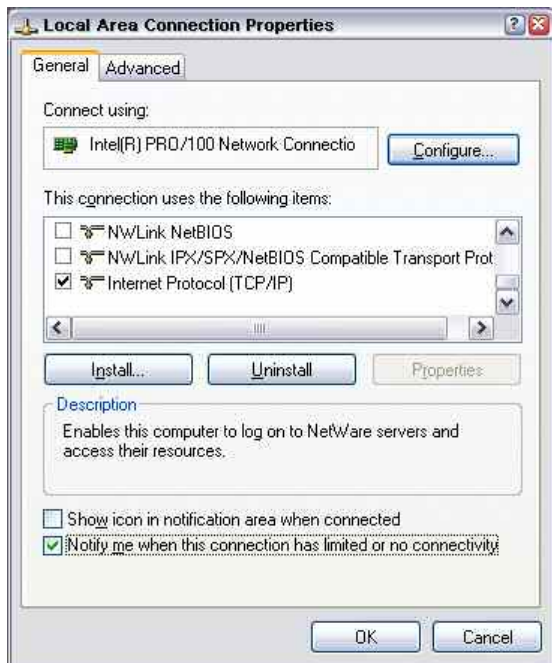 Local Area Connection Properties
General
Advanced
Connect using:
Intel(R) PRO/100 Network Connectio
Configure...
This connection uses the following items:
NWLink NetBIOS
NWLink IPX/SPX/NetBIOS Compatible Transport Prot
Internet Protocol (TCP/IP)
Install...
Uninstall
Properties
Description
Enables this computer to log on to NetWare servers and
access their resources.
Show icon in notification area when connected
Notify me when this connection has limited or no connectivity
OK
Cancel